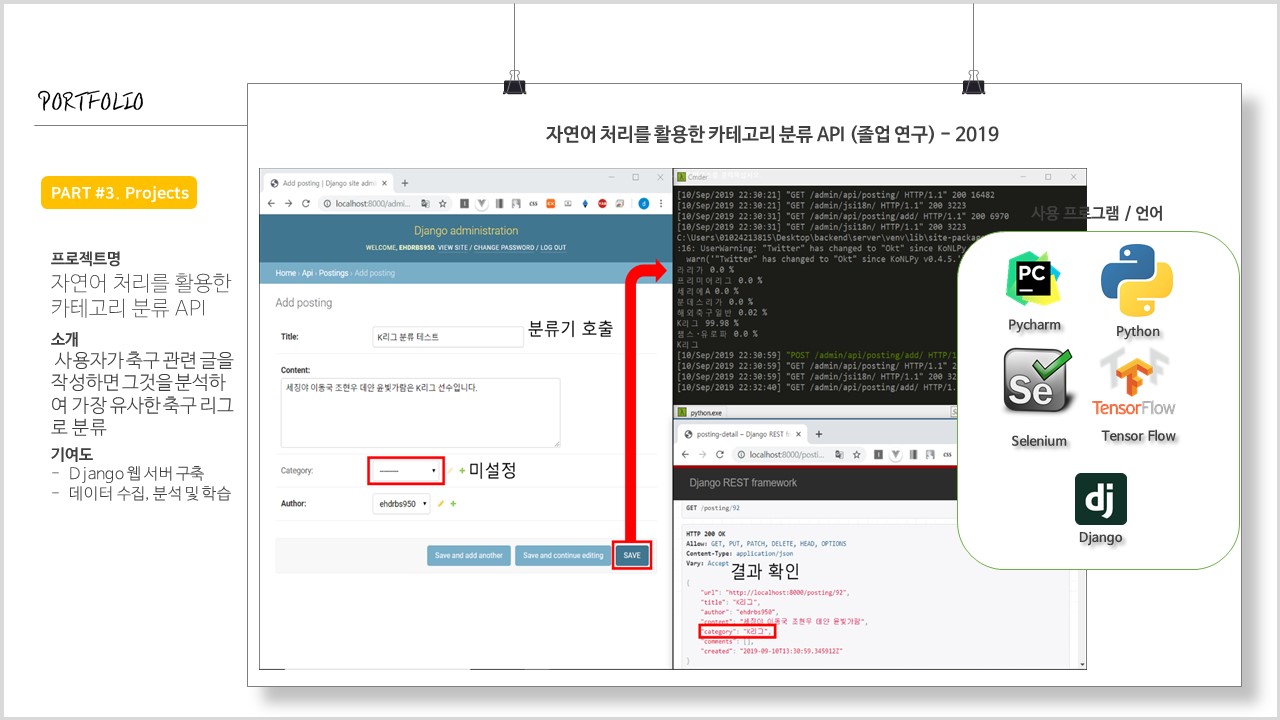 PORTFOLIO
자연어 처리를 활용한 카테고리 분류 API (졸업 연구) - 2019
PART #3. Projects
프로젝트명
자연어 처리를 활용한
카테고리 분류 API
소개
사용자가 축구 관련 글을
작성하면 그것을 분석하
여 가장 유사한 축구 리그
로 분류
기여도
- Django 웹 서버 구축
- 데이터 수집, 분석 및 학습
Add posting | Django site admi
localhost:8000/admi...
Django administration
WELCOME, EHDRBS950. VIEW SITE / CHANGE PASSWORD / LOG OUT
Home › Api › Postings › Add posting
Add posting
Title:
K리그 분류 테스트
분류기 호출
Content:
세징야 이동국 조현우 데얀 윤빛가람은 K리그 선수입니다.
Category:
---------
미설정
Author:
ehdrbs950
Save and add another
Save and continue editing
SAVE
Cmder
[10/Sep/2019 22:30:21] "GET /admin/api/posting/ HTTP/1.1" 200 16482
[10/Sep/2019 22:30:21] "GET /admin/jsi18n/ HTTP/1.1" 200 3223
[10/Sep/2019 22:30:31] "GET /admin/api/posting/add/ HTTP/1.1" 200 6970
[10/Sep/2019 22:30:31] "GET /admin/jsi18n/ HTTP/1.1" 200 3223
C:\Users\01024213815\Desktop\backend\server\venv\lib\site-packag
:16: UserWarning: "Twitter" has changed to "Okt" since KoNLPy
warn('"Twitter" has changed to "Okt" since KoNLPy v0.4.5.'
라리가 0.0 %
프리미어리그 0.0 %
세리에A 0.0 %
분데스리가 0.0 %
해외축구일반 0.02 %
K리그 99.98 %
챔스·유로파 0.0 %
K리그
[10/Sep/2019 22:30:59] "POST /admin/api/posting/add/ HTTP/1
[10/Sep/2019 22:30:59] "GET /admin/api/posting/add/ HTTP/1.
[10/Sep/2019 22:30:59] "GET /admin/jsi18n/ HTTP/1.1" 200 32
[10/Sep/2019 22:32:40] "GET /admin/api/posting/add/ HTTP/1.
python.exe
posting-detail – Django REST f
localhost:8000/posti...
Django REST framework
GET /posting/92
HTTP 200 OK
Allow: GET, PUT, PATCH, DELETE, HEAD, OPTIONS
Content-Type: application/json
Vary: Accept
결과 확인
{
"url": "http://localhost:8000/posting/92",
"title": "K리그",
"author": "ehdrbs950",
"content": "세징야 이동국 조현우 데얀 윤빛가람",
"category": "K리그",
"comments": [],
"created": "2019-09-10T13:30:59.345912Z"
}
사용 프로그램 / 언어
PC
Pycharm
Python
Se
Selenium
TensorFlow
Tensor Flow
dj
Django